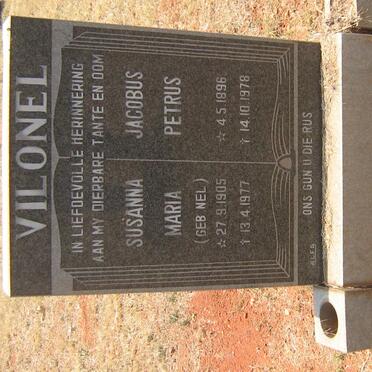 VILONEL
IN LIEFDEVOLLE HERINNERING
AAN MY DIERBARE TANTE EN OOM
SUSANNA
MARIA
(GEB NEL)
☆ 27.9.1905
† 13.4.1977
JACOBUS
PETRUS
☆ 4.5.1896
† 14.10.1978
ONS GUN U DIE RUS